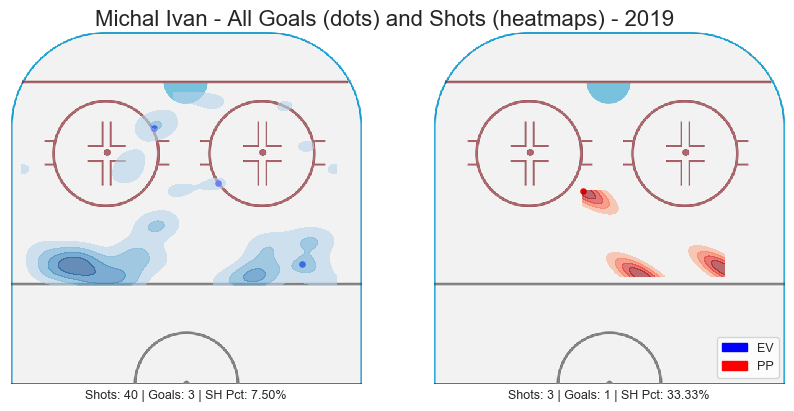 Michal Ivan - All Goals (dots) and Shots (heatmaps) - 2019
EV
PP
Shots: 40 | Goals: 3 | SH Pct: 7.50%
Shots: 3 | Goals: 1 | SH Pct: 33.33%